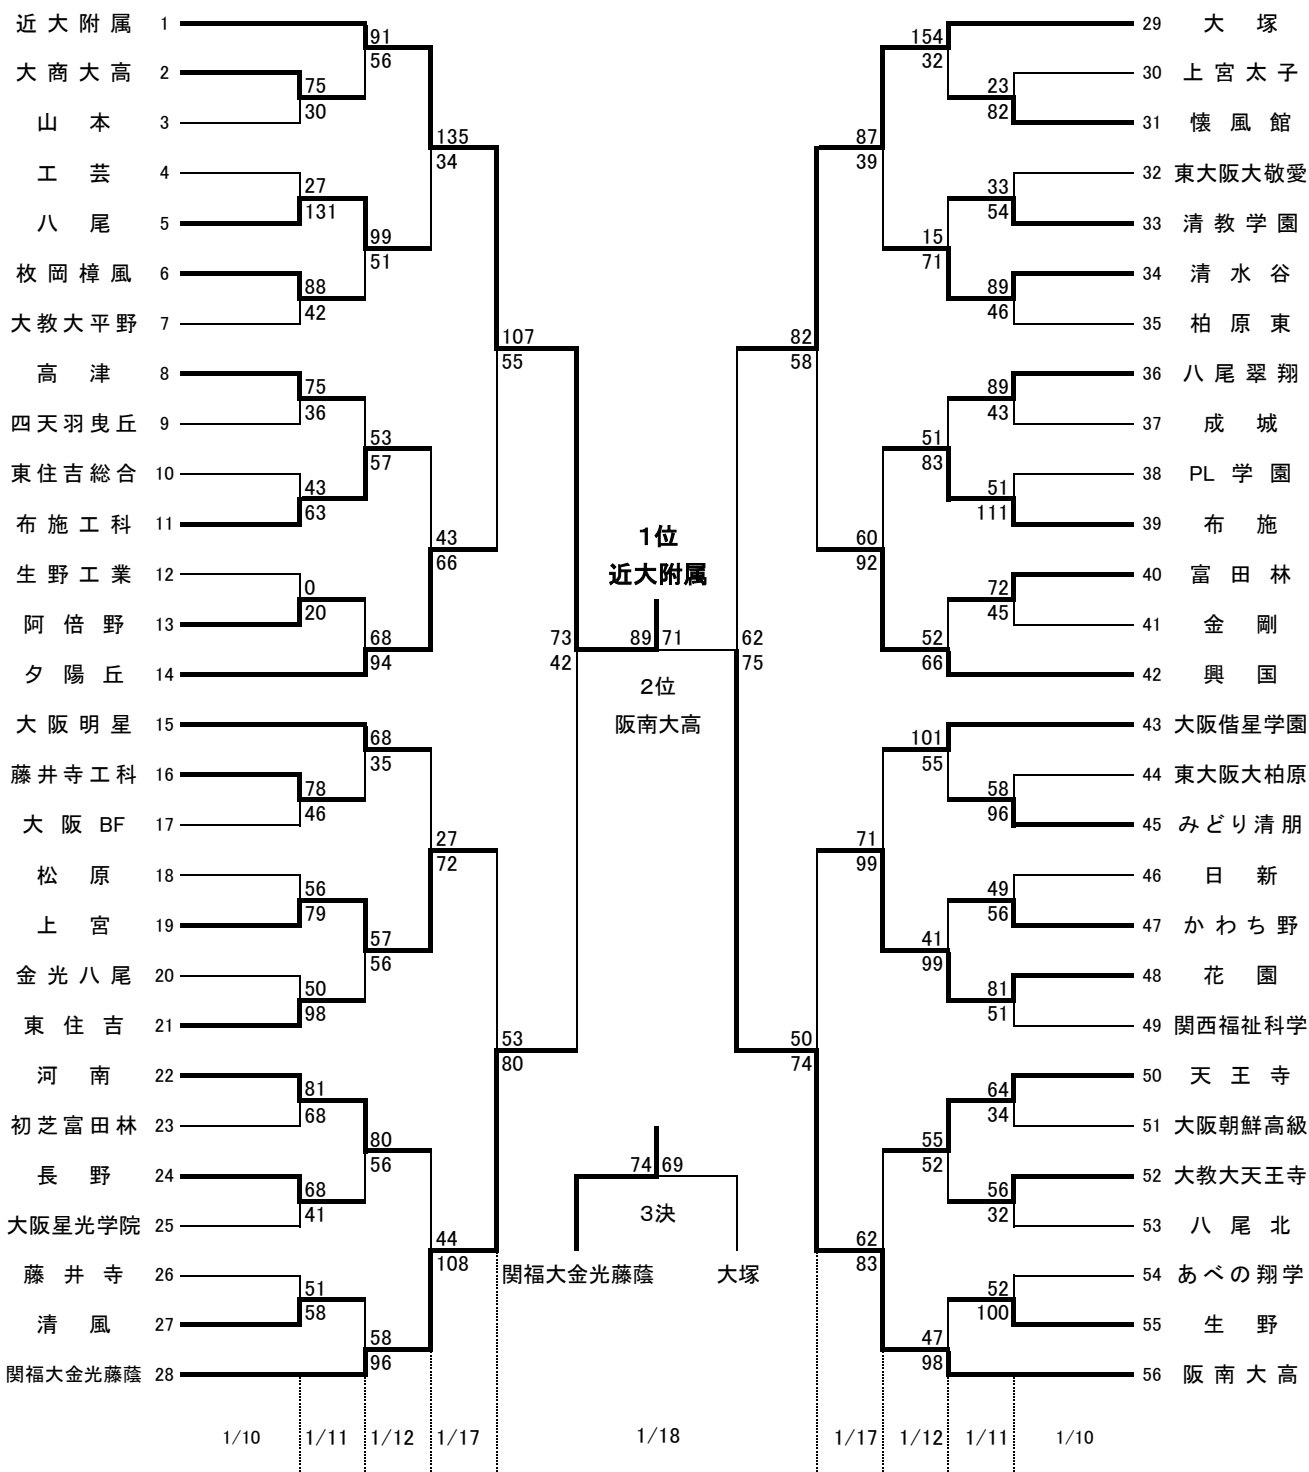 近大附属 1
大商大高 2
山本 3
工芸 4
八尾 5
枚岡樟風 6
大教大平野 7
高津 8
四天羽曳丘 9
東住吉総合 10
布施工科 11
生野工業 12
阿倍野 13
夕陽丘 14
大阪明星 15
藤井寺工科 16
大阪BF 17
松原 18
上宮 19
金光八尾 20
東住吉 21
河南 22
初芝富田林 23
長野 24
大阪星光学院 25
藤井寺 26
清風 27
関福大金光藤蔭 28
75
30
27
131
88
42
75
36
43
63
0
20
78
46
56
79
50
98
81
68
68
41
51
58
91
56
99
51
53
57
68
94
68
35
57
56
80
56
58
96
135
34
43
66
27
72
44
108
107
55
53
80
73
42
1位
近大附属
89 71
2位
阪南大高
74 69
3決
関福大金光藤蔭 大塚
62
75
82
58
50
74
87
39
60
92
71
99
62
83
154
32
15
71
51
83
52
66
101
55
41
99
55
52
47
98
23
82
33
54
89
46
89
43
51
111
72
45
58
96
49
56
81
51
64
34
56
32
52
100
29 大塚
30 上宮太子
31 懐風館
32 東大阪大敬愛
33 清教学園
34 清水谷
35 柏原東
36 八尾翠翔
37 成城
38 PL学園
39 布施
40 富田林
41 金剛
42 興国
43 大阪偕星学園
44 東大阪大柏原
45 みどり清朋
46 日新
47 かわち野
48 花園
49 関西福祉科学
50 天王寺
51 大阪朝鮮高級
52 大教大天王寺
53 八尾北
54 あべの翔学
55 生野
56 阪南大高
1/10 1/11 1/12 1/17 1/18 1/17 1/12 1/11 1/10